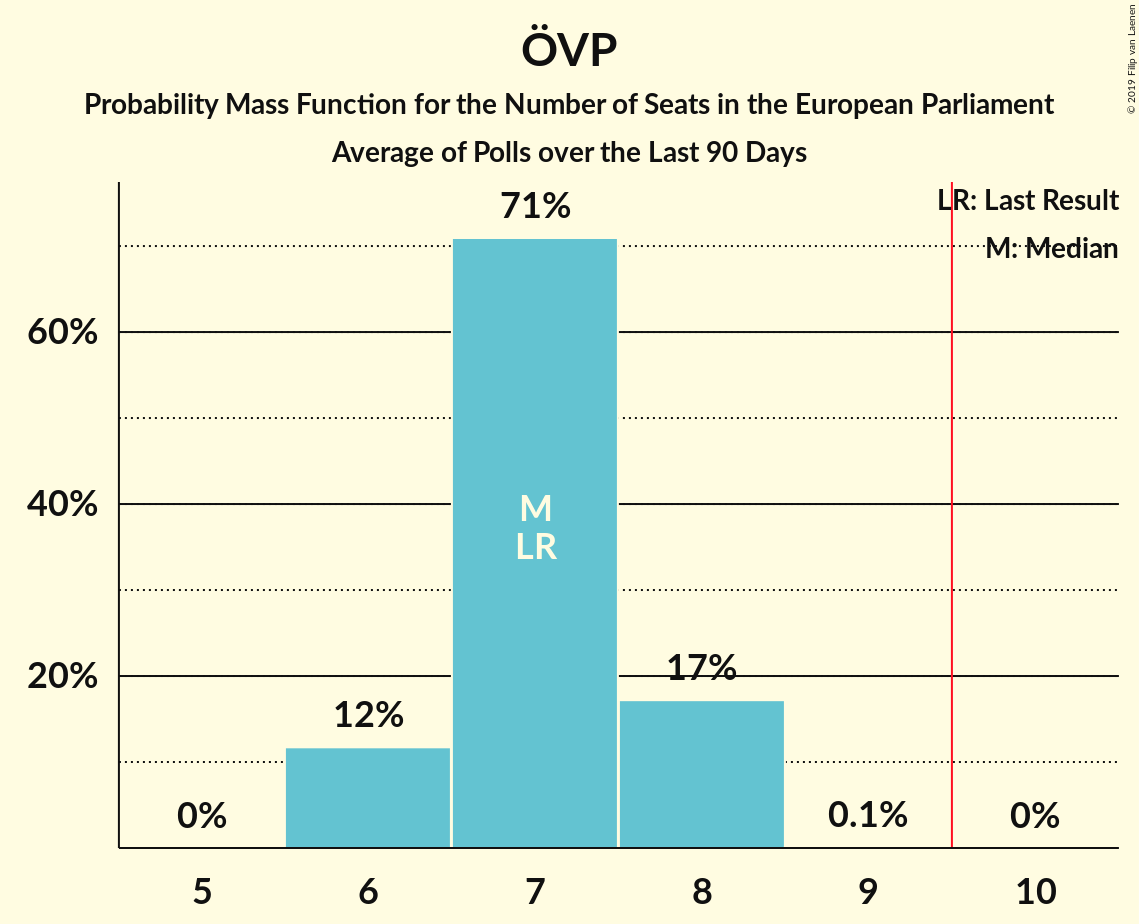 ÖVP
Probability Mass Function for the Number of Seats in the European Parliament
Average of Polls over the Last 90 Days
© 2019 Filip van Laenen
LR: Last Result
M: Median
71%
60%
40%
M
LR
20%
17%
12%
0%
0.1%
0%
5
6
7
8
9
10